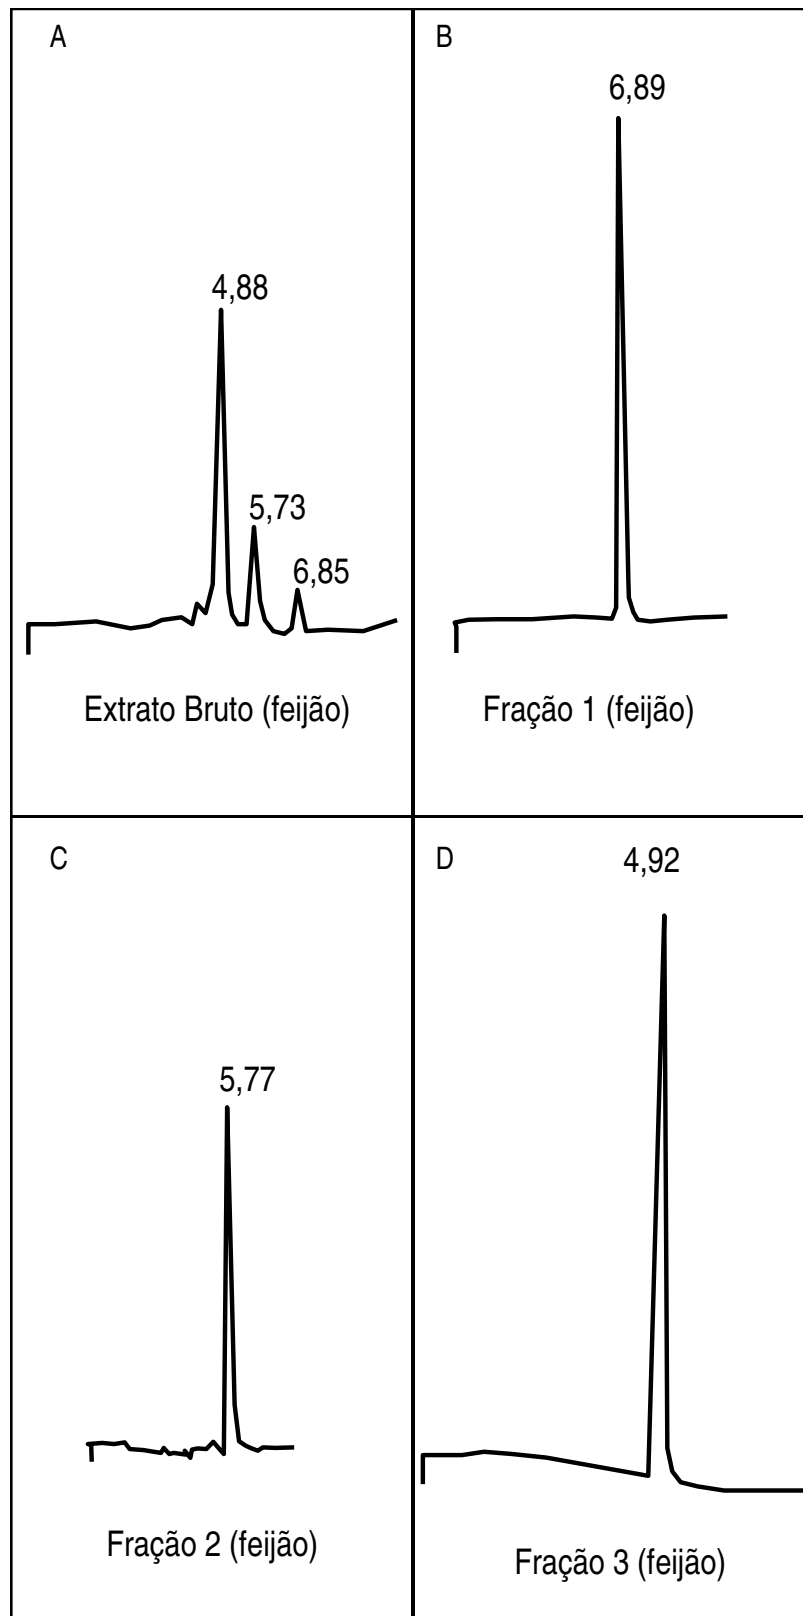 A
4,88
5,73
6,85
Extrato Bruto (feijão)
B
6,89
Fração 1 (feijão)
C
5,77
Fração 2 (feijão)
D
4,92
Fração 3 (feijão)